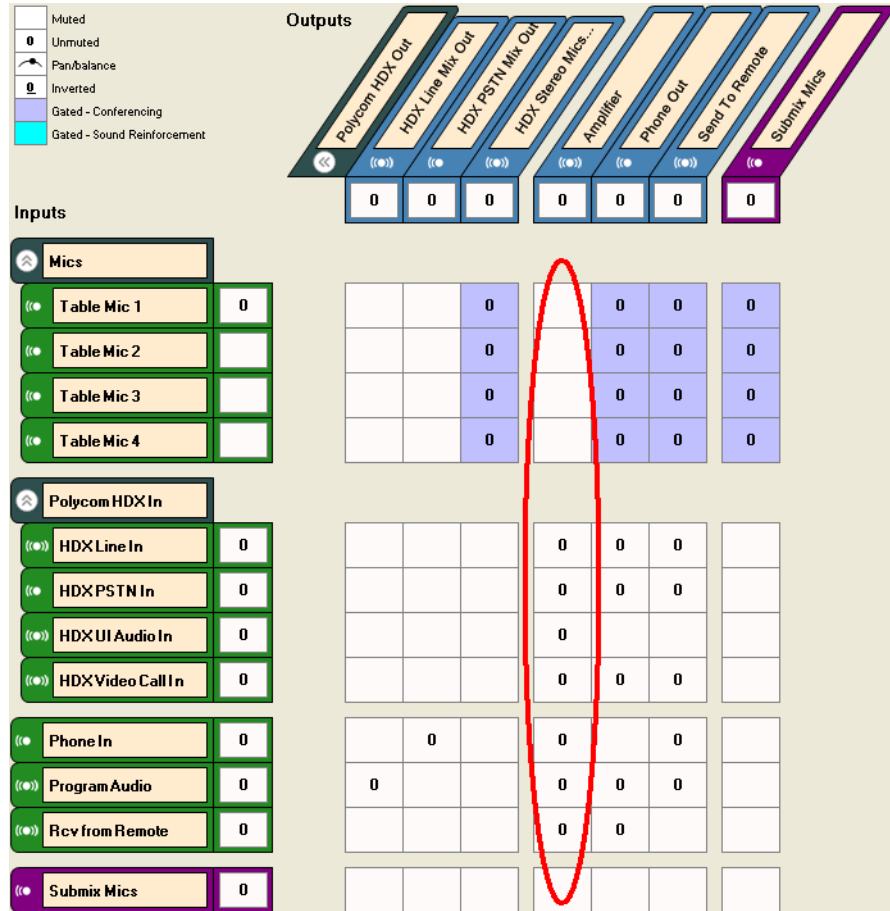 Muted
0 Unmuted
Pan/balance
0 Inverted
Gated - Conferencing
Gated - Sound Reinforcement
Outputs
Polycom HDX Out
HDX Line Mix Out
HDX PSTN Mix Out
HDX Stereo Mics...
Amplifier
Phone Out
Send To Remote
Submix Mics
0 0 0 0 0 0 0
Inputs
Mics
Table Mic 1 0 0 0 0 0
Table Mic 2 0 0 0 0
Table Mic 3 0 0 0 0
Table Mic 4 0 0 0 0
Polycom HDX In
HDX Line In 0 0 0 0
HDX PSTN In 0 0 0 0
HDX UI Audio In 0 0
HDX Video Call In 0 0 0 0
Phone In 0 0 0 0
Program Audio 0 0 0 0 0
Rcv from Remote 0 0 0
Submix Mics 0